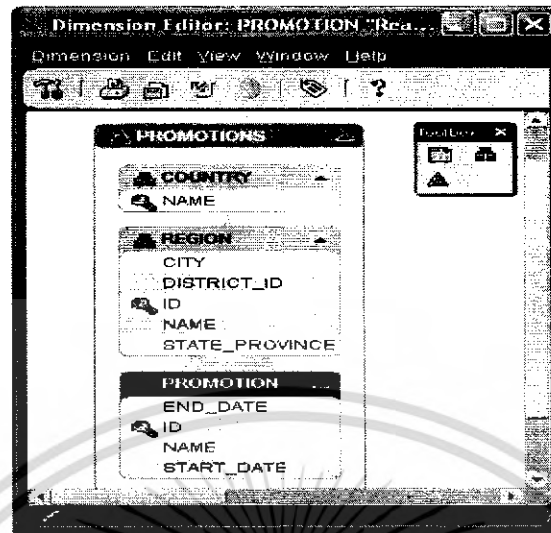 Dimension Editor: PROMOTION "Rea...
Dimension Edit View Window Help
Toolbox
PROMOTIONS
COUNTRY
NAME
REGION
CITY
DISTRICT_ID
ID
NAME
STATE_PROVINCE
PROMOTION ...
END_DATE
ID
NAME
START_DATE